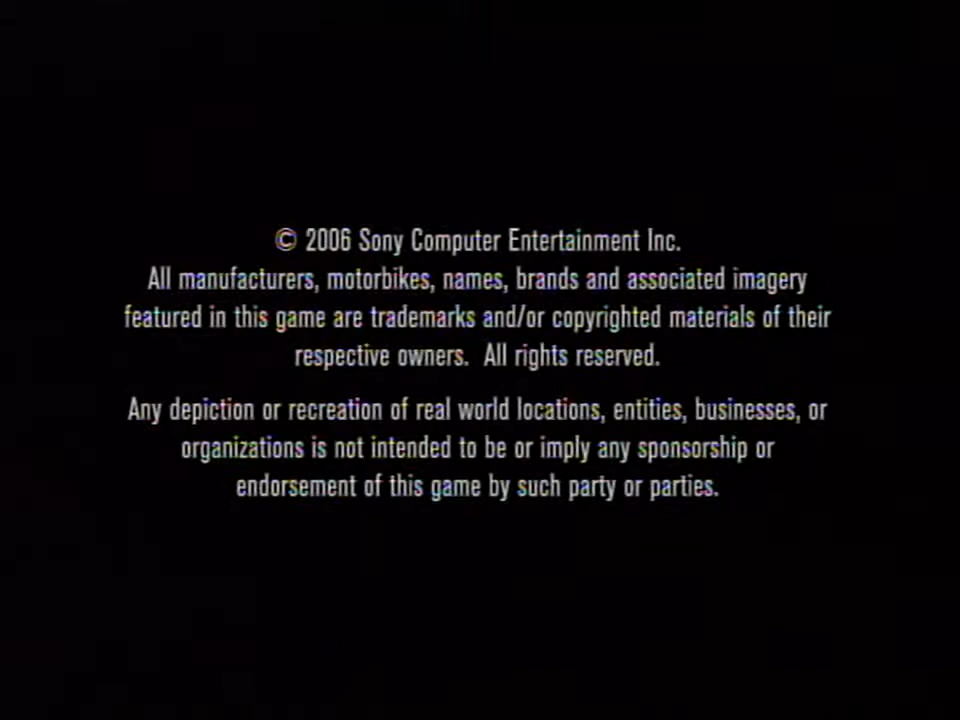 © 2006 Sony Computer Entertainment Inc.
All manufacturers, motorbikes, names, brands and associated imagery
featured in this game are trademarks and/or copyrighted materials of their
respective owners.  All rights reserved.
Any depiction or recreation of real world locations, entities, businesses, or
organizations is not intended to be or imply any sponsorship or
endorsement of this game by such party or parties.